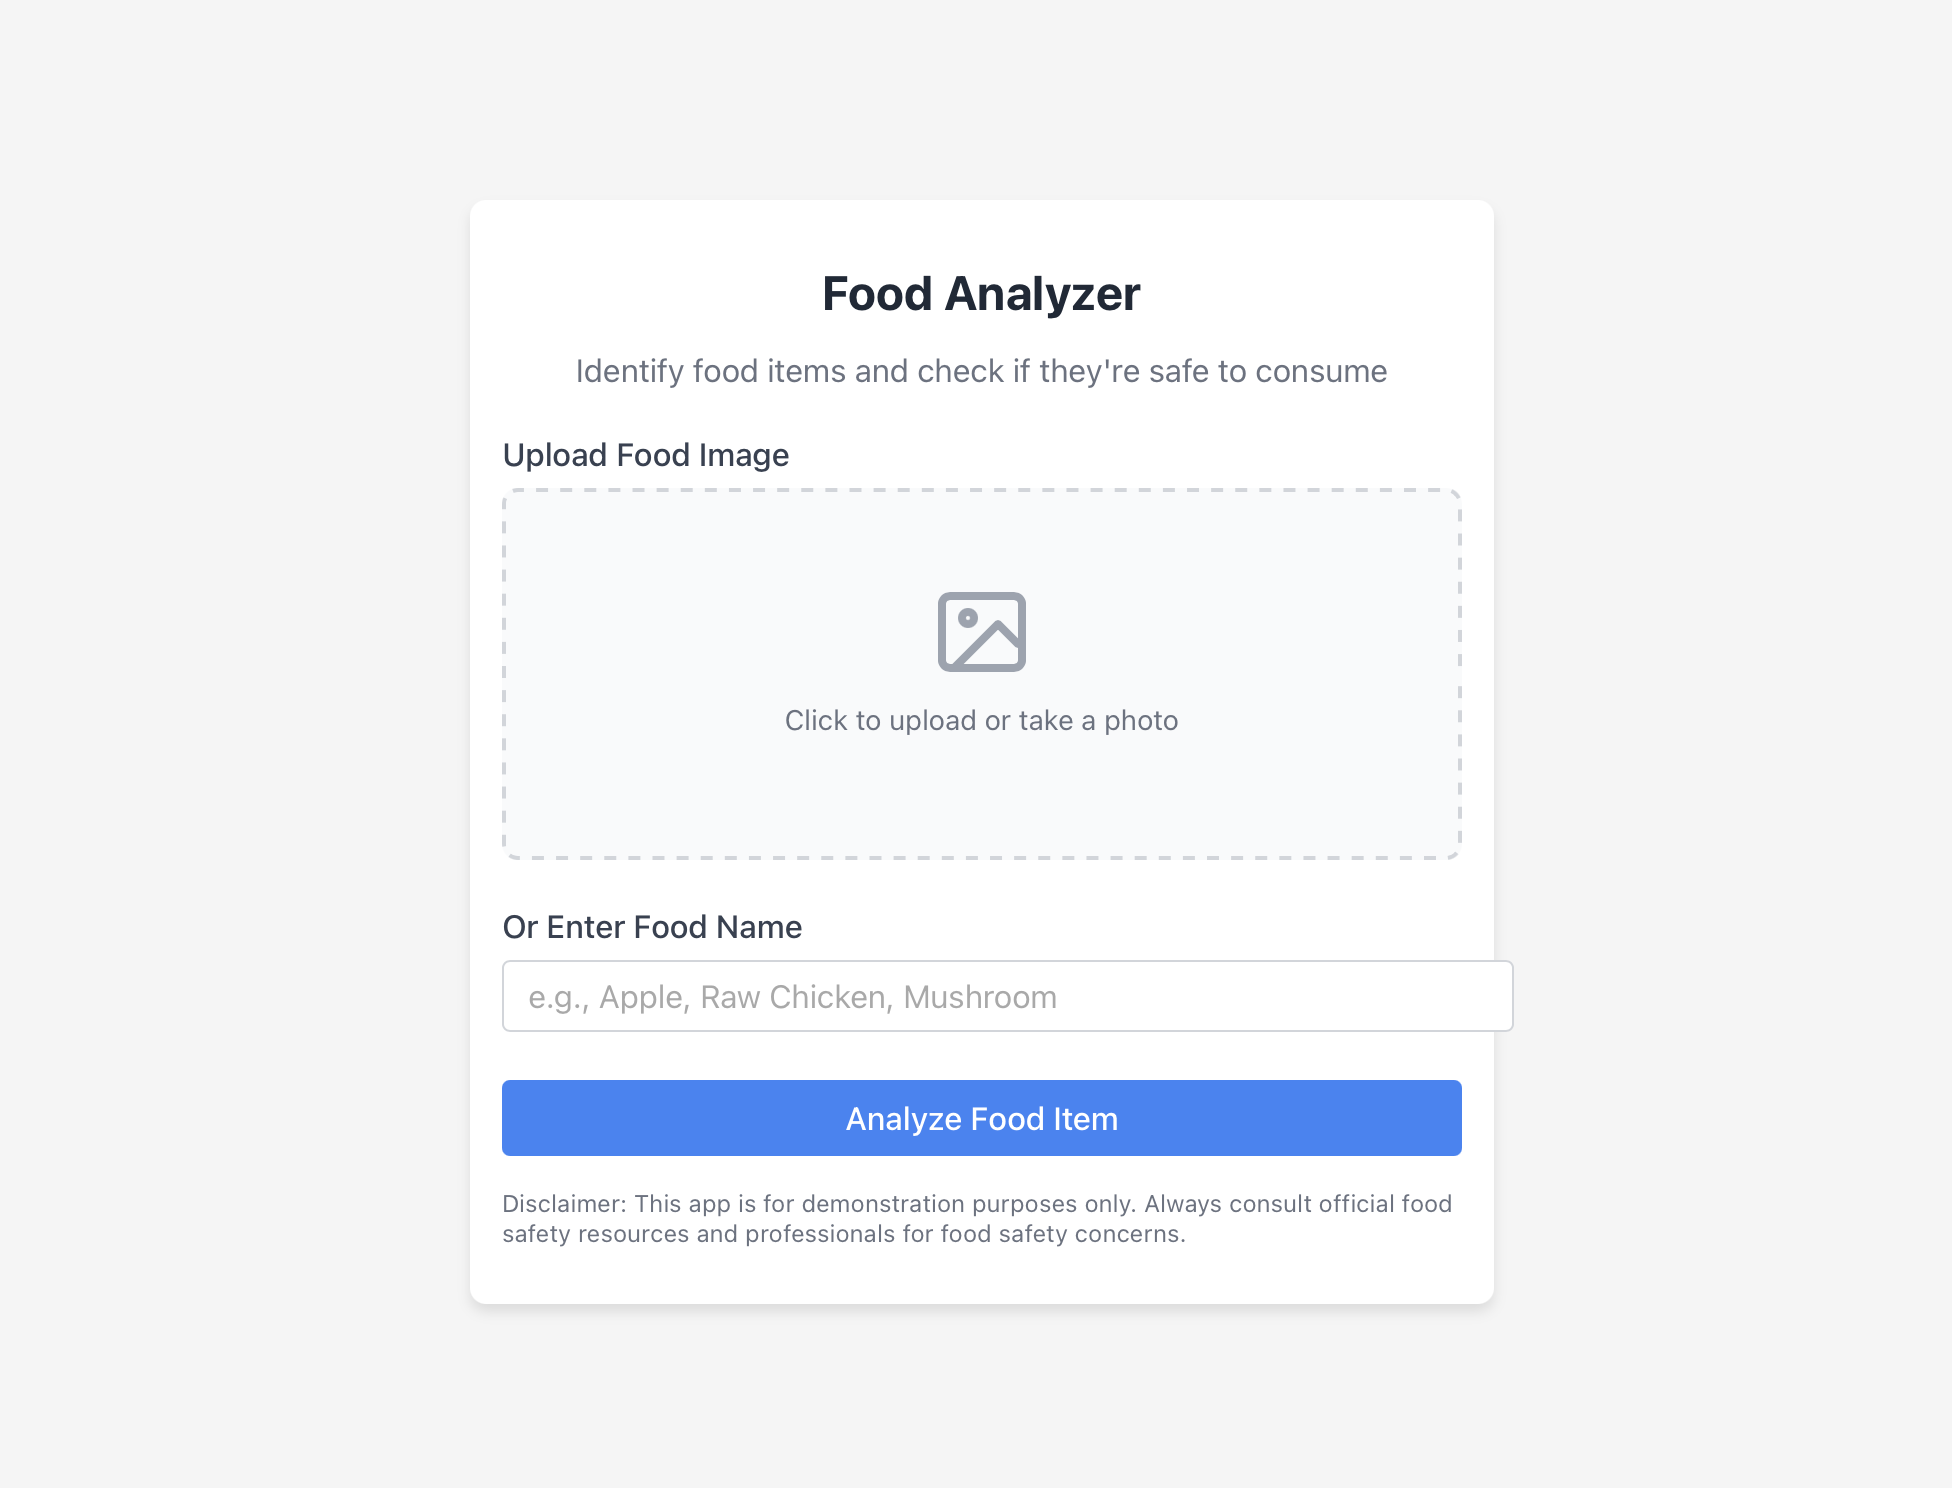 Food Analyzer
Identify food items and check if they're safe to consume
Upload Food Image
Click to upload or take a photo
Or Enter Food Name
e.g., Apple, Raw Chicken, Mushroom
Analyze Food Item
Disclaimer: This app is for demonstration purposes only. Always consult official food
safety resources and professionals for food safety concerns.